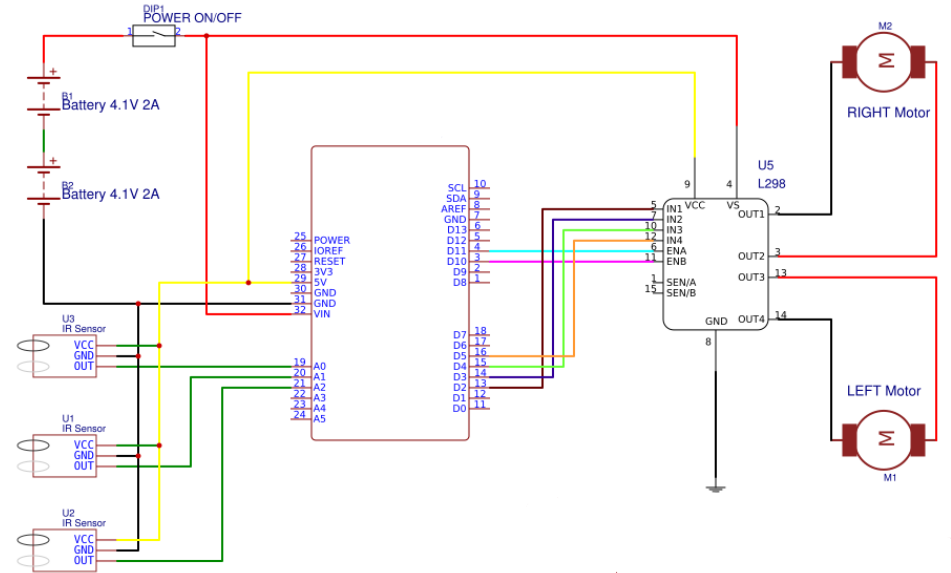 DIP1
POWER ON/OFF
1 2
B1
Battery 4.1V 2A
B2
Battery 4.1V 2A
+
+
M2
M
RIGHT Motor
U5
L298
9 VCC
4 VS
5 IN1
7 IN2
10 IN3
12 IN4
6 ENA
11 ENB
1 SEN/A
15 SEN/B
GND 8
OUT1 2
OUT2 3
OUT3 13
OUT4 14
LEFT Motor
M
M1
SCL 10
SDA 9
AREF 8
GND 7
D13 6
D12 5
D11 4
D10 3
D9 2
D8 1
25 POWER
26 IOREF
27 RESET
28 3V3
29 5V
30 GND
31 GND
32 VIN
D7 18
D6 17
D5 16
D4 15
D3 14
D2 13
D1 12
D0 11
19 A0
20 A1
21 A2
22 A3
23 A4
24 A5
U3
IR Sensor
VCC
GND
OUT
U1
IR Sensor
VCC
GND
OUT
U2
IR Sensor
VCC
GND
OUT